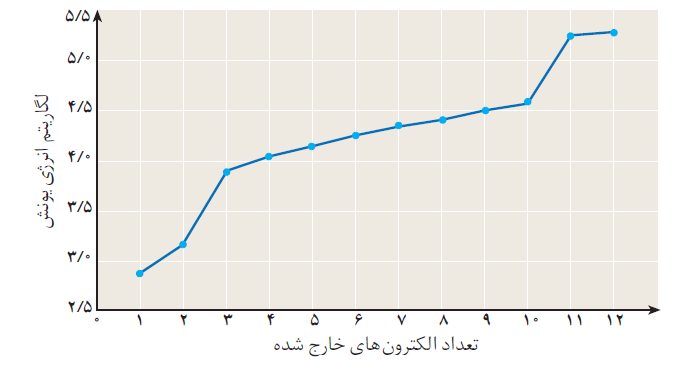 ۵/۵
۵/۰
۴/۵
۴/۰
۳/۵
۳/۰
۲/۵
لگاریتم انرژی یونش
۰ ۱ ۲ ۳ ۴ ۵ ۶ ۷ ۸ ۹ ۱۰ ۱۱ ۱۲
تعداد الکترون‌های خارج شده